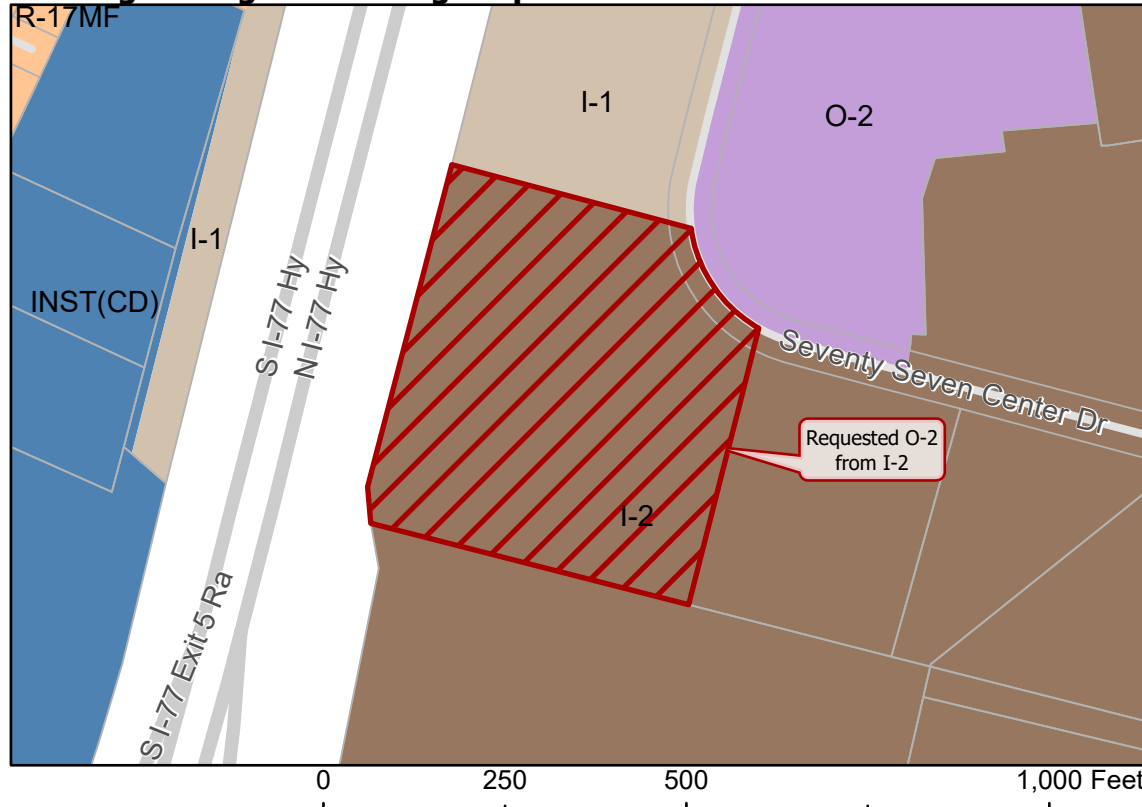 R-17MF
I-1
O-2
I-1
INST(CD)
S I-77 Hy
N I-77 Hy
Seventy Seven Center Dr
Requested O-2
from I-2
I-2
S I-77 Exit 5 Ra
0 250 500 1,000 Feet